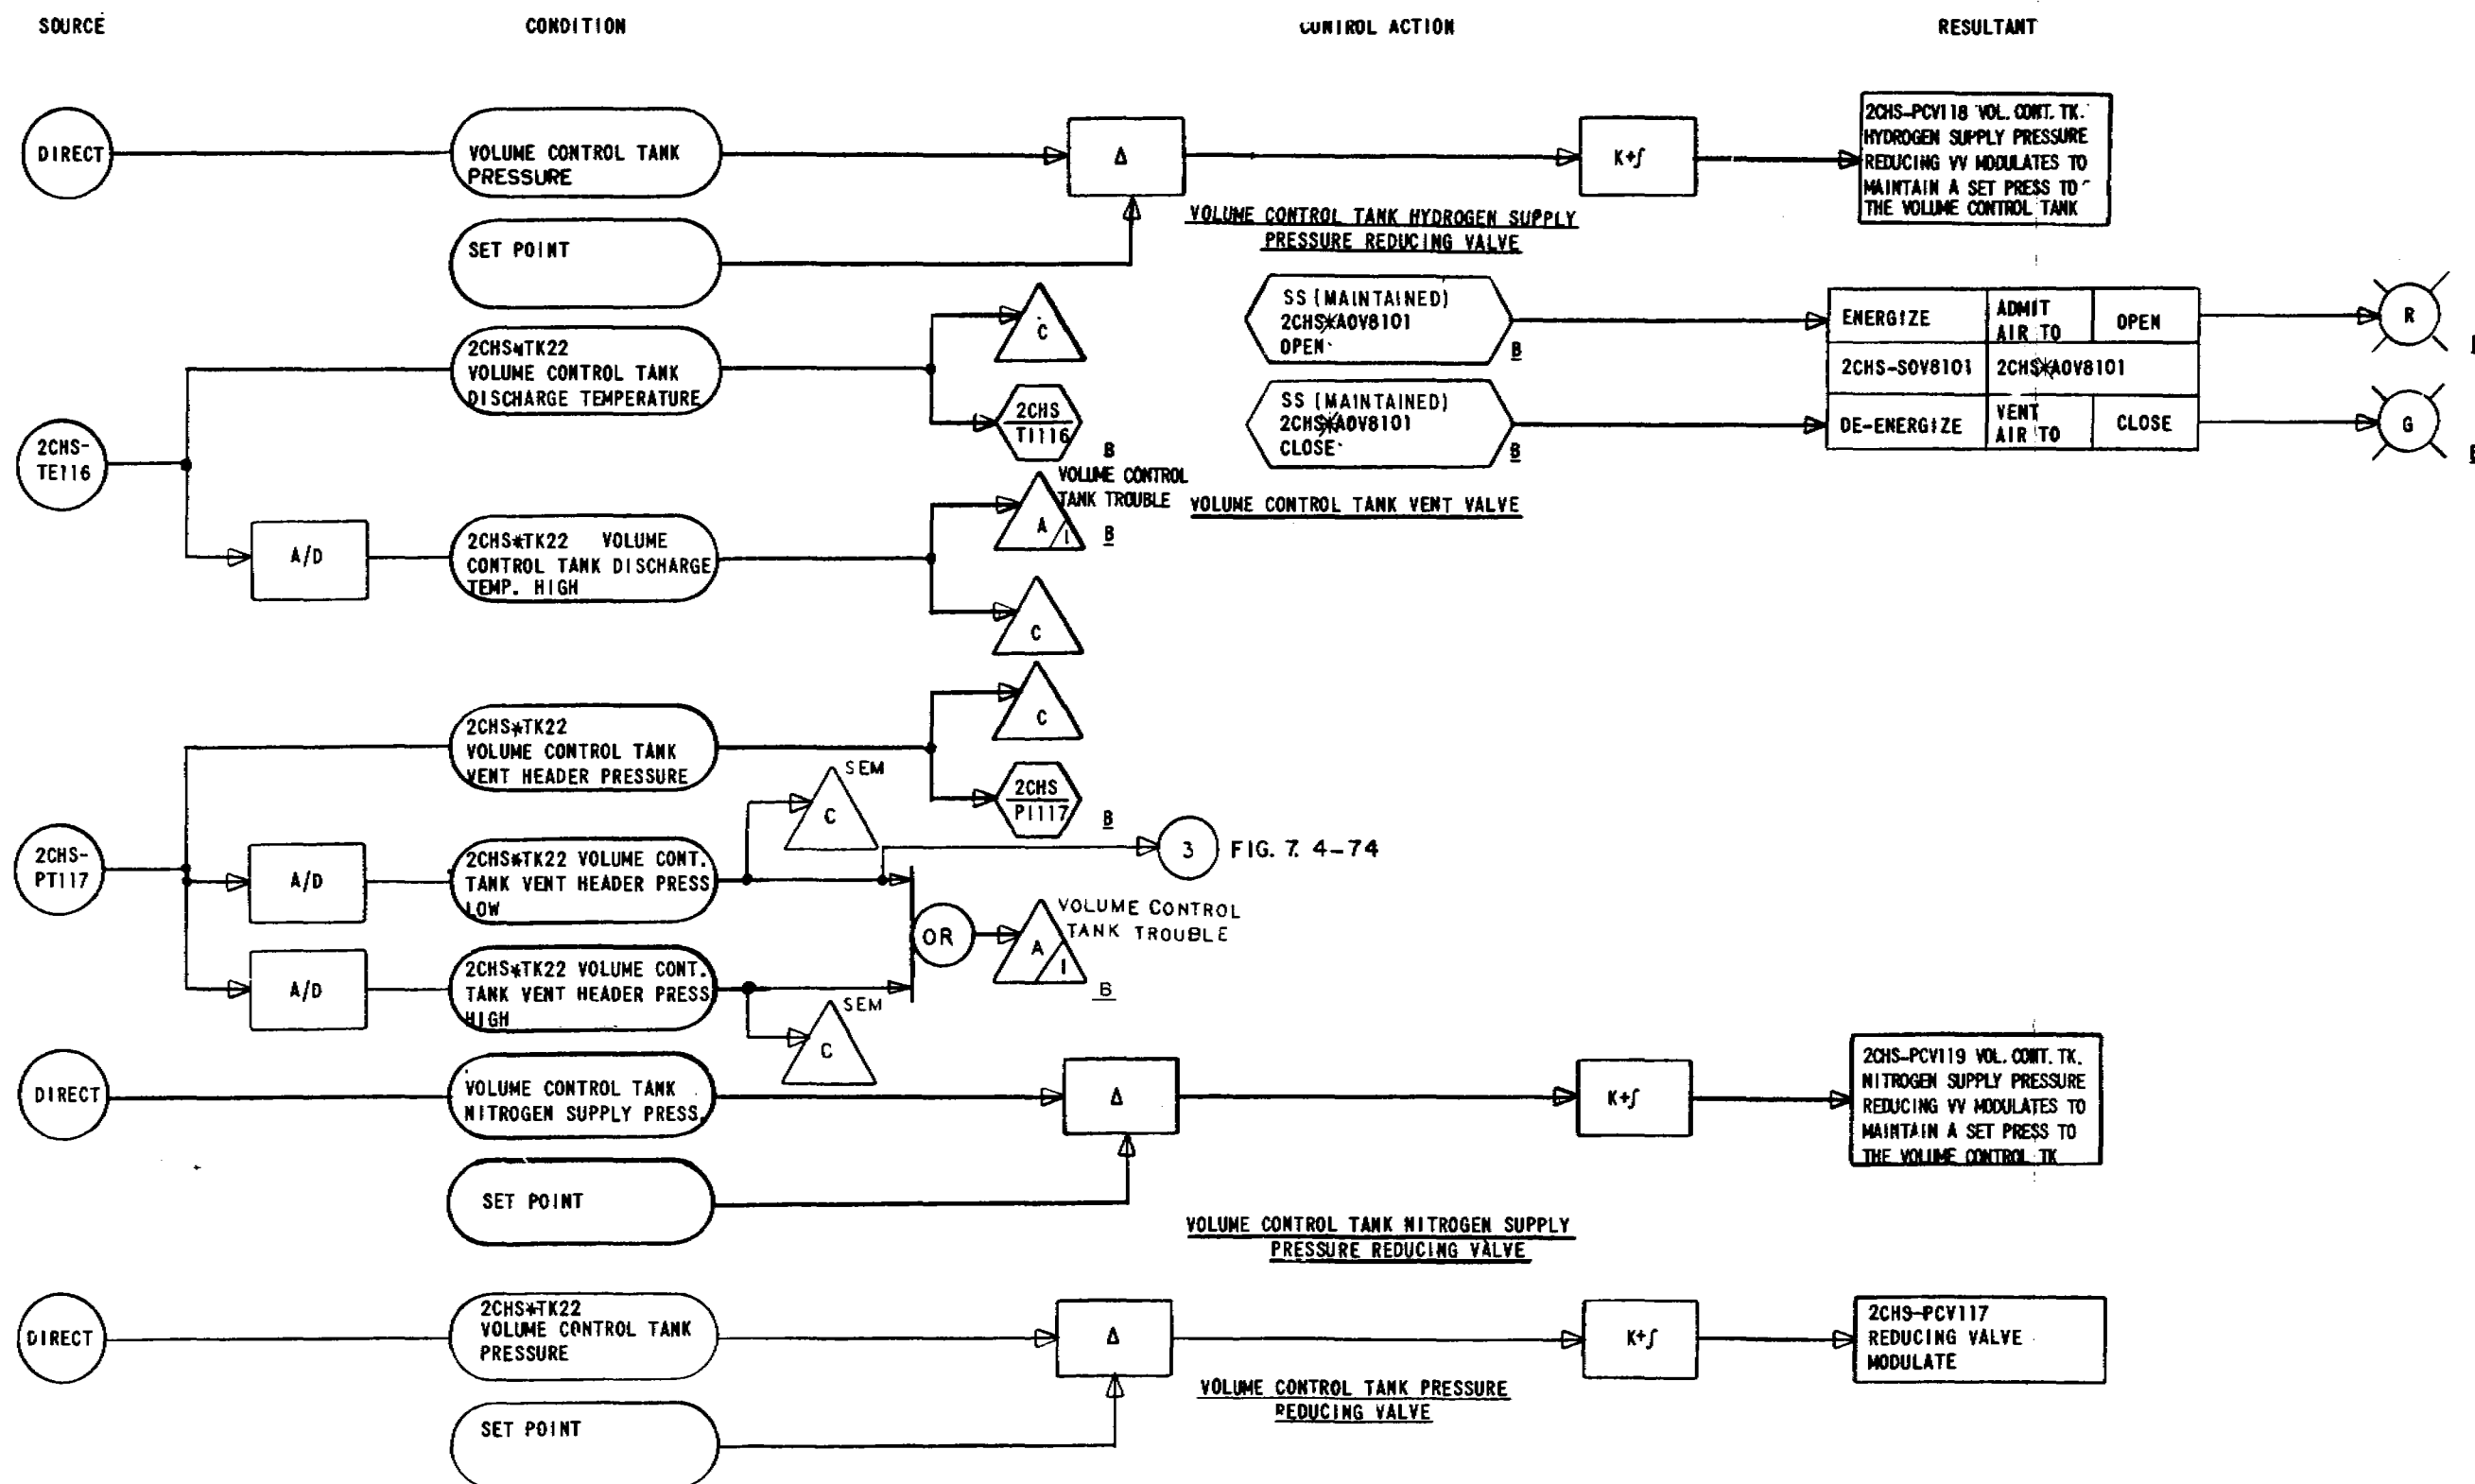 SOURCE
CONDITION
CONTROL ACTION
RESULTANT
DIRECT
VOLUME CONTROL TANK
PRESSURE
Δ
K+∫
2CHS-PCV118 VOL. CONT. TK.
HYDROGEN SUPPLY PRESSURE
REDUCING VV MODULATES TO
MAINTAIN A SET PRESS TO
THE VOLUME CONTROL TANK
SET POINT
VOLUME CONTROL TANK HYDROGEN SUPPLY
PRESSURE REDUCING VALVE
2CHS-
TE116
2CHS*TK22
VOLUME CONTROL TANK
DISCHARGE TEMPERATURE
C
2CHS
TI116
B
SS (MAINTAINED)
2CHS*AOV8101
OPEN
B
SS (MAINTAINED)
2CHS*AOV8101
CLOSE
B
ENERGIZE
ADMIT
AIR TO
OPEN
2CHS-SOV8101
2CHS*AOV8101
DE-ENERGIZE
VENT
AIR TO
CLOSE
R
G
VOLUME CONTROL TANK VENT VALVE
A/D
2CHS*TK22 VOLUME
CONTROL TANK DISCHARGE
TEMP. HIGH
A
1
VOLUME CONTROL
TANK TROUBLE
B
C
2CHS-
PT117
2CHS*TK22
VOLUME CONTROL TANK
VENT HEADER PRESSURE
C
2CHS
PI117
B
A/D
2CHS*TK22 VOLUME CONT.
TANK VENT HEADER PRESS
LOW
C
SEM
3
FIG. 7. 4-74
A/D
2CHS*TK22 VOLUME CONT.
TANK VENT HEADER PRESS
HIGH
C
SEM
OR
A
1
VOLUME CONTROL
TANK TROUBLE
B
DIRECT
VOLUME CONTROL TANK
NITROGEN SUPPLY PRESS.
Δ
K+∫
2CHS-PCV119 VOL. CONT. TK.
NITROGEN SUPPLY PRESSURE
REDUCING VV MODULATES TO
MAINTAIN A SET PRESS TO
THE VOLUME CONTROL TK
SET POINT
VOLUME CONTROL TANK NITROGEN SUPPLY
PRESSURE REDUCING VALVE
DIRECT
2CHS*TK22
VOLUME CONTROL TANK
PRESSURE
Δ
K+∫
2CHS-PCV117
REDUCING VALVE
MODULATE
SET POINT
VOLUME CONTROL TANK PRESSURE
REDUCING VALVE